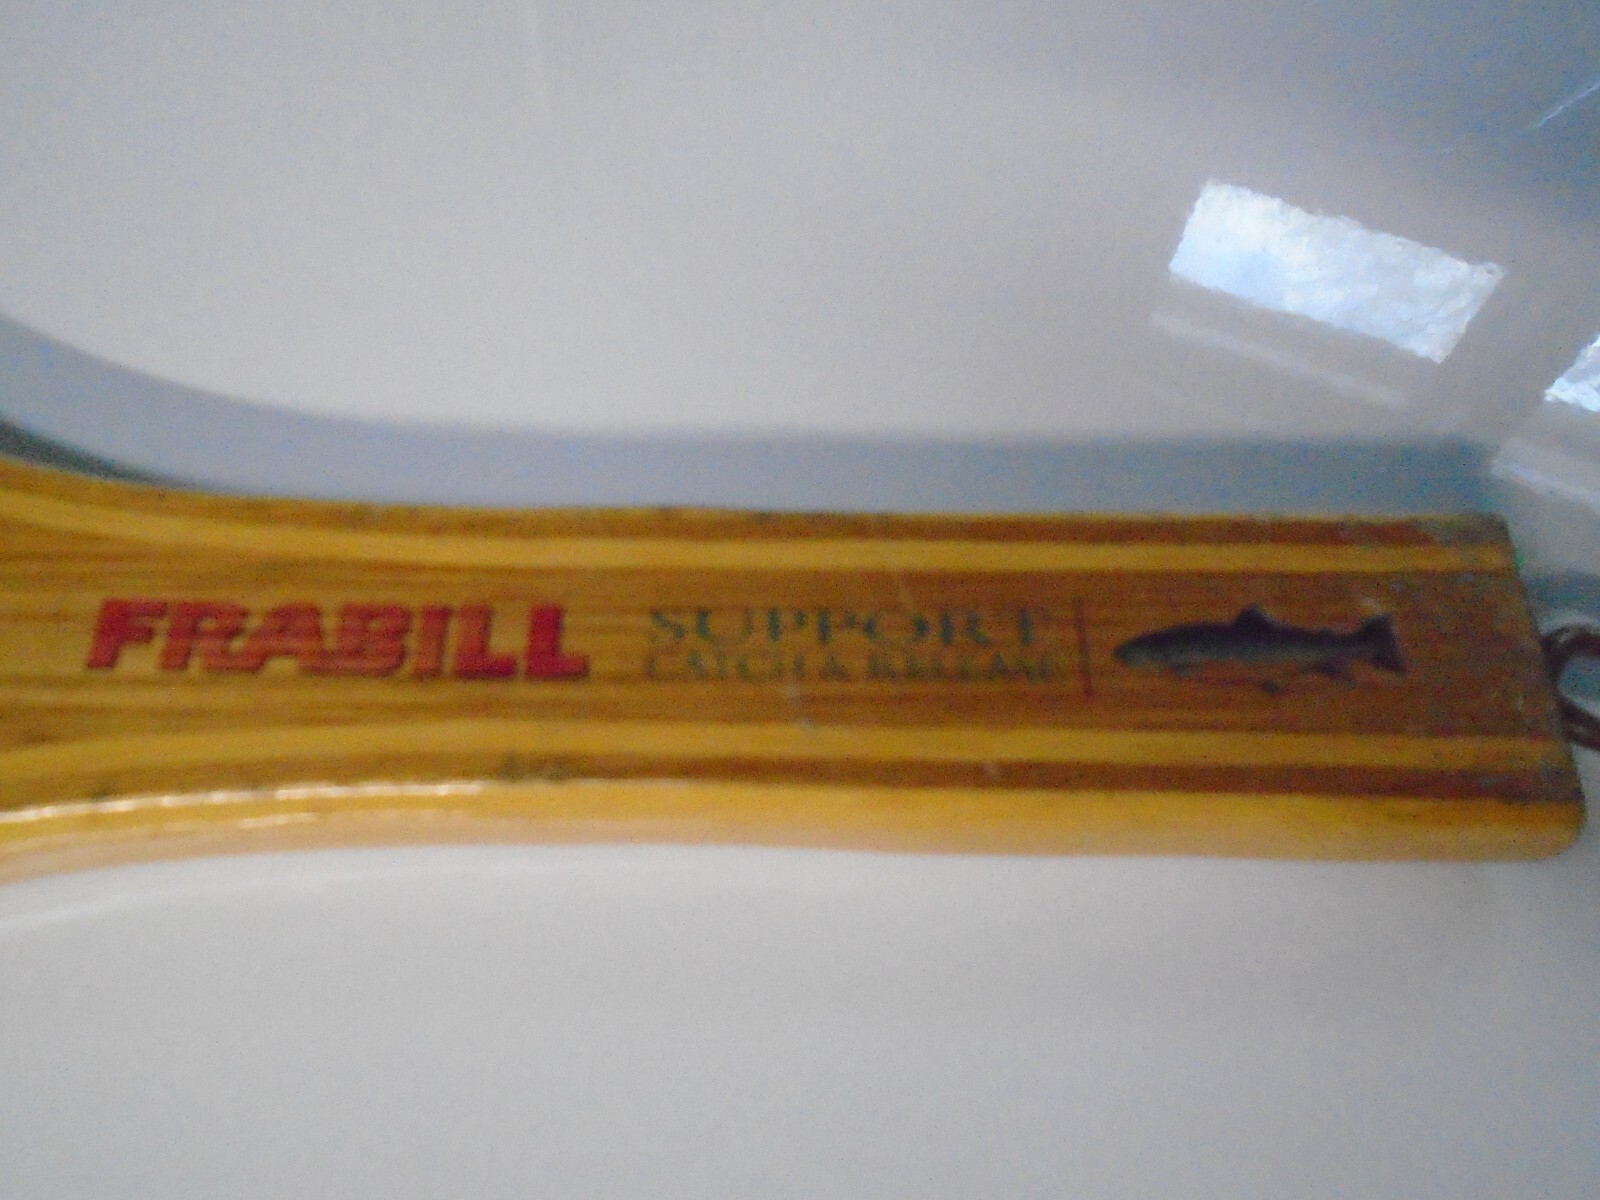 FRABILL
SUPPORT
CATCH & RELEASE